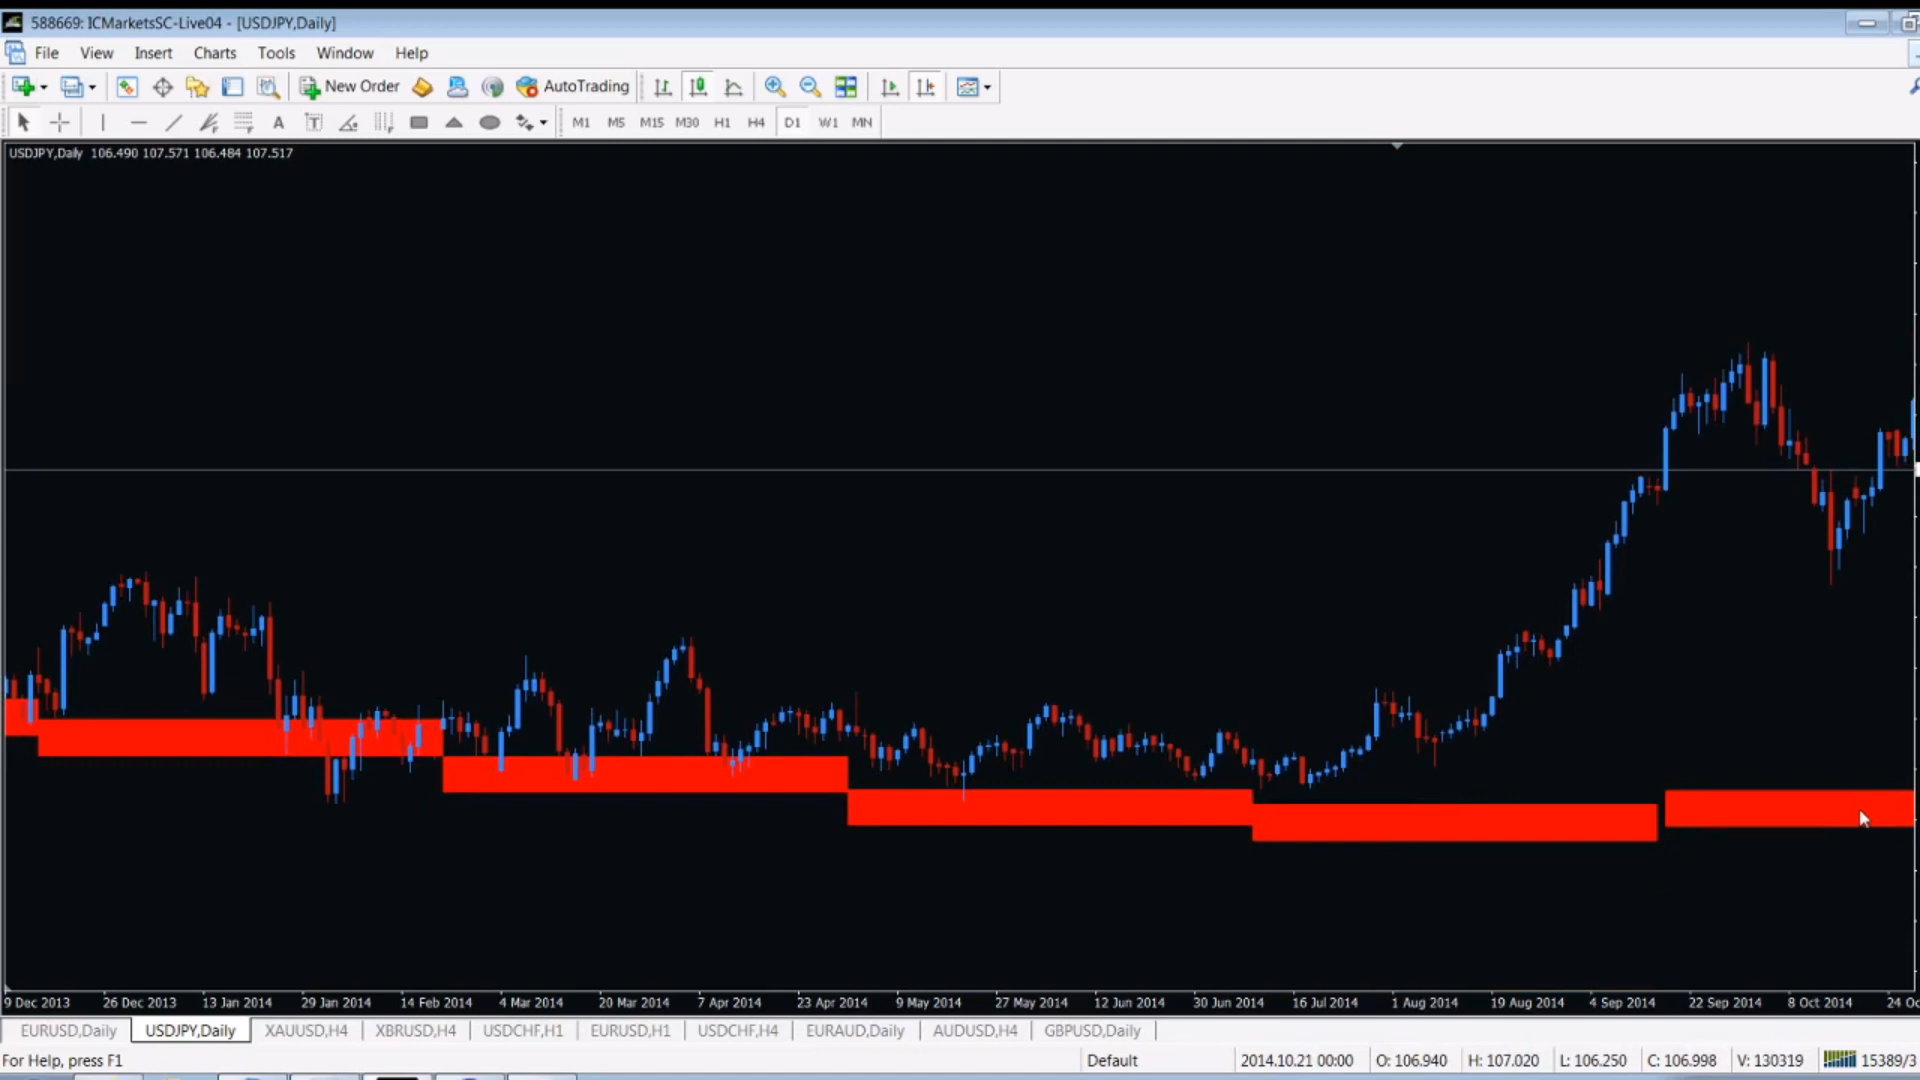 588669: ICMarketsSC-Live04 - [USDJPY,Daily]
File View Insert Charts Tools Window Help
New Order AutoTrading
A T M1 M5 M15 M30 H1 H4 D1 W1 MN
USDJPY,Daily 106.490 107.571 106.484 107.517
9 Dec 2013 26 Dec 2013 13 Jan 2014 29 Jan 2014 14 Feb 2014 4 Mar 2014 20 Mar 2014 7 Apr 2014 23 Apr 2014 9 May 2014 27 May 2014 12 Jun 2014 30 Jun 2014 16 Jul 2014 1 Aug 2014 19 Aug 2014 4 Sep 2014 22 Sep 2014 8 Oct 2014 24 Oc
EURUSD,Daily USDJPY,Daily XAUUSD,H4 XBRUSD,H4 USDCHF,H1 EURUSD,H1 USDCHF,H4 EURAUD,Daily AUDUSD,H4 GBPUSD,Daily
For Help, press F1 Default 2014.10.21 00:00 O: 106.940 H: 107.020 L: 106.250 C: 106.998 V: 130319 15389/3